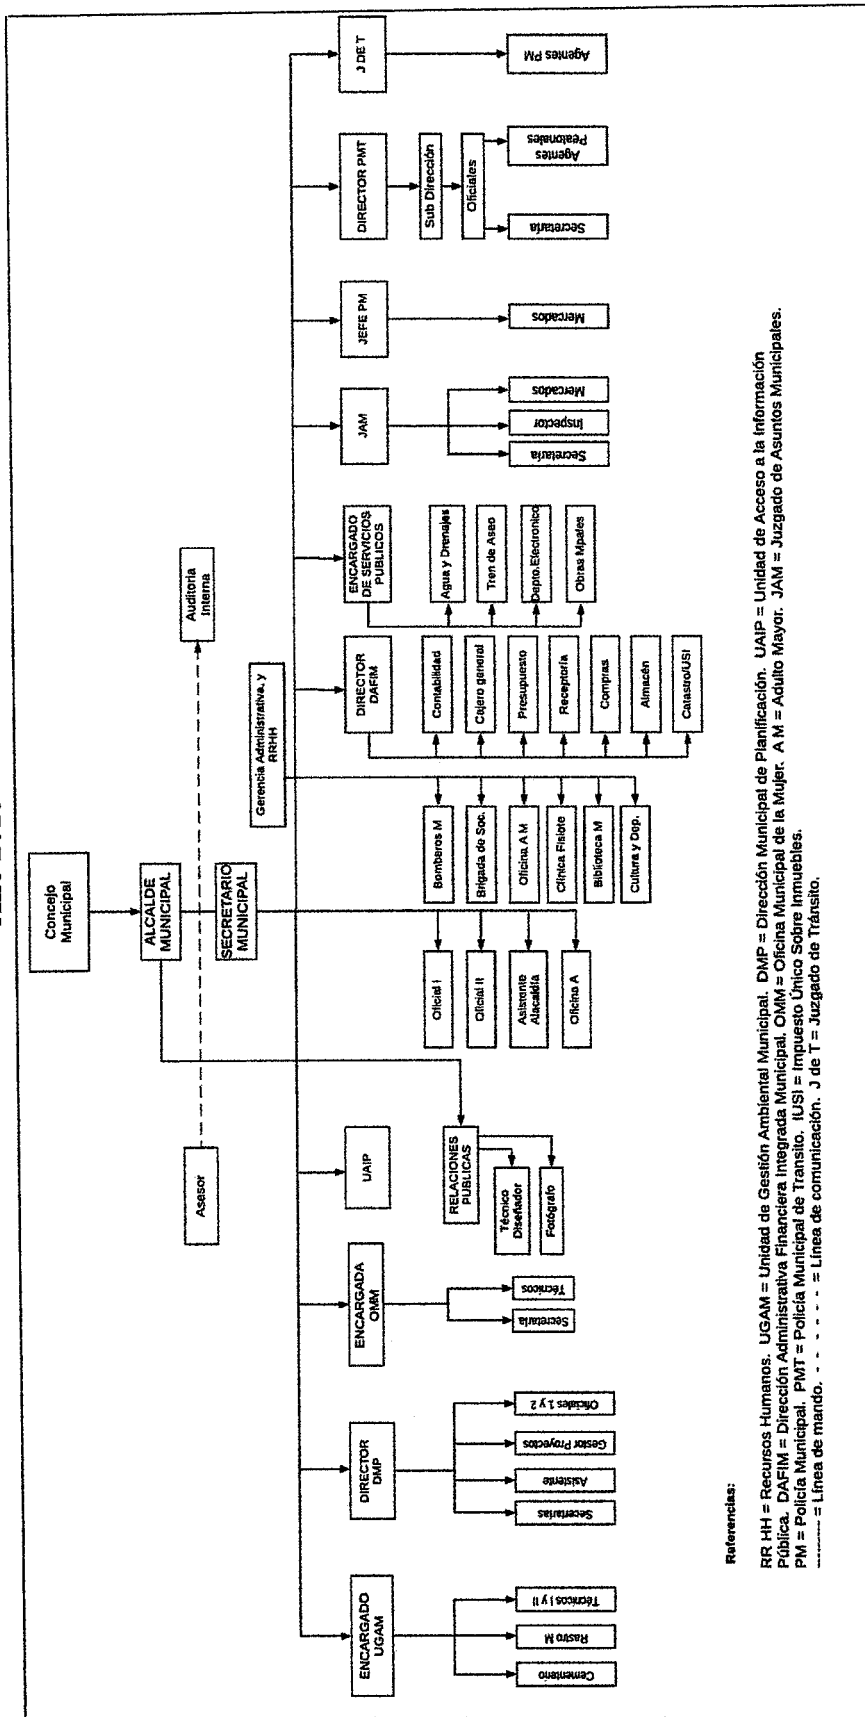 Concejo
Municipal
ALCALDE
MUNICIPAL
SECRETARIO
MUNICIPAL
Asesor
Auditoria
Interna
Gerencia Administrativa, y
RRHH
ENCARGADO
UGAM
Cementerio
Rastro M
Técnicos I y II
DIRECTOR
DMP
Secretarias
Asistente
Gestor Proyectos
Oficiales 1 y 2
ENCARGADA
OMM
Secretaria
Técnicos
UAIP
RELACIONES
PUBLICAS
Técnico
Diseñador
Fotógrafo
Oficial I
Oficial II
Asistente
Alacaldía
Oficina A
Bomberos M
Brigada de Soc.
Oficina A M
Clínica Fisiote
Biblioteca M
Cultura y Dep.
DIRECTOR
DAFIM
Contabilidad
Cajero general
Presupuesto
Receptoría
Compras
Almacén
Catastro/USI
ENCARGADO
DE SERVICIOS
PUBLICOS
Agua y Drenajes
Tren de Aseo
Depto.Electronico
Obras Mpales
JAM
Secretaría
Inspector
Mercados
JEFE PM
Mercados
DIRECTOR PMT
Sub Dirección
Oficiales
Secretaría
Agentes
Peatonales
J DE T
Agentes PM
Referencias:
RR HH = Recursos Humanos. UGAM = Unidad de Gestión Ambiental Municipal. DMP = Dirección Municipal de Planificación. UAIP = Unidad de Acceso a la Información
Pública. DAFIM = Dirección Administrativa Financiera Integrada Municipal. OMM = Oficina Municipal de la Mujer. A M = Adulto Mayor. JAM = Juzgado de Asuntos Municipales.
PM = Policía Municipal. PMT = Policía Municipal de Transito. IUSI = Impuesto Único Sobre Inmuebles.
--------- = Línea de mando. - - - - - - - = Línea de comunicación. J de T = Juzgado de Tránsito.